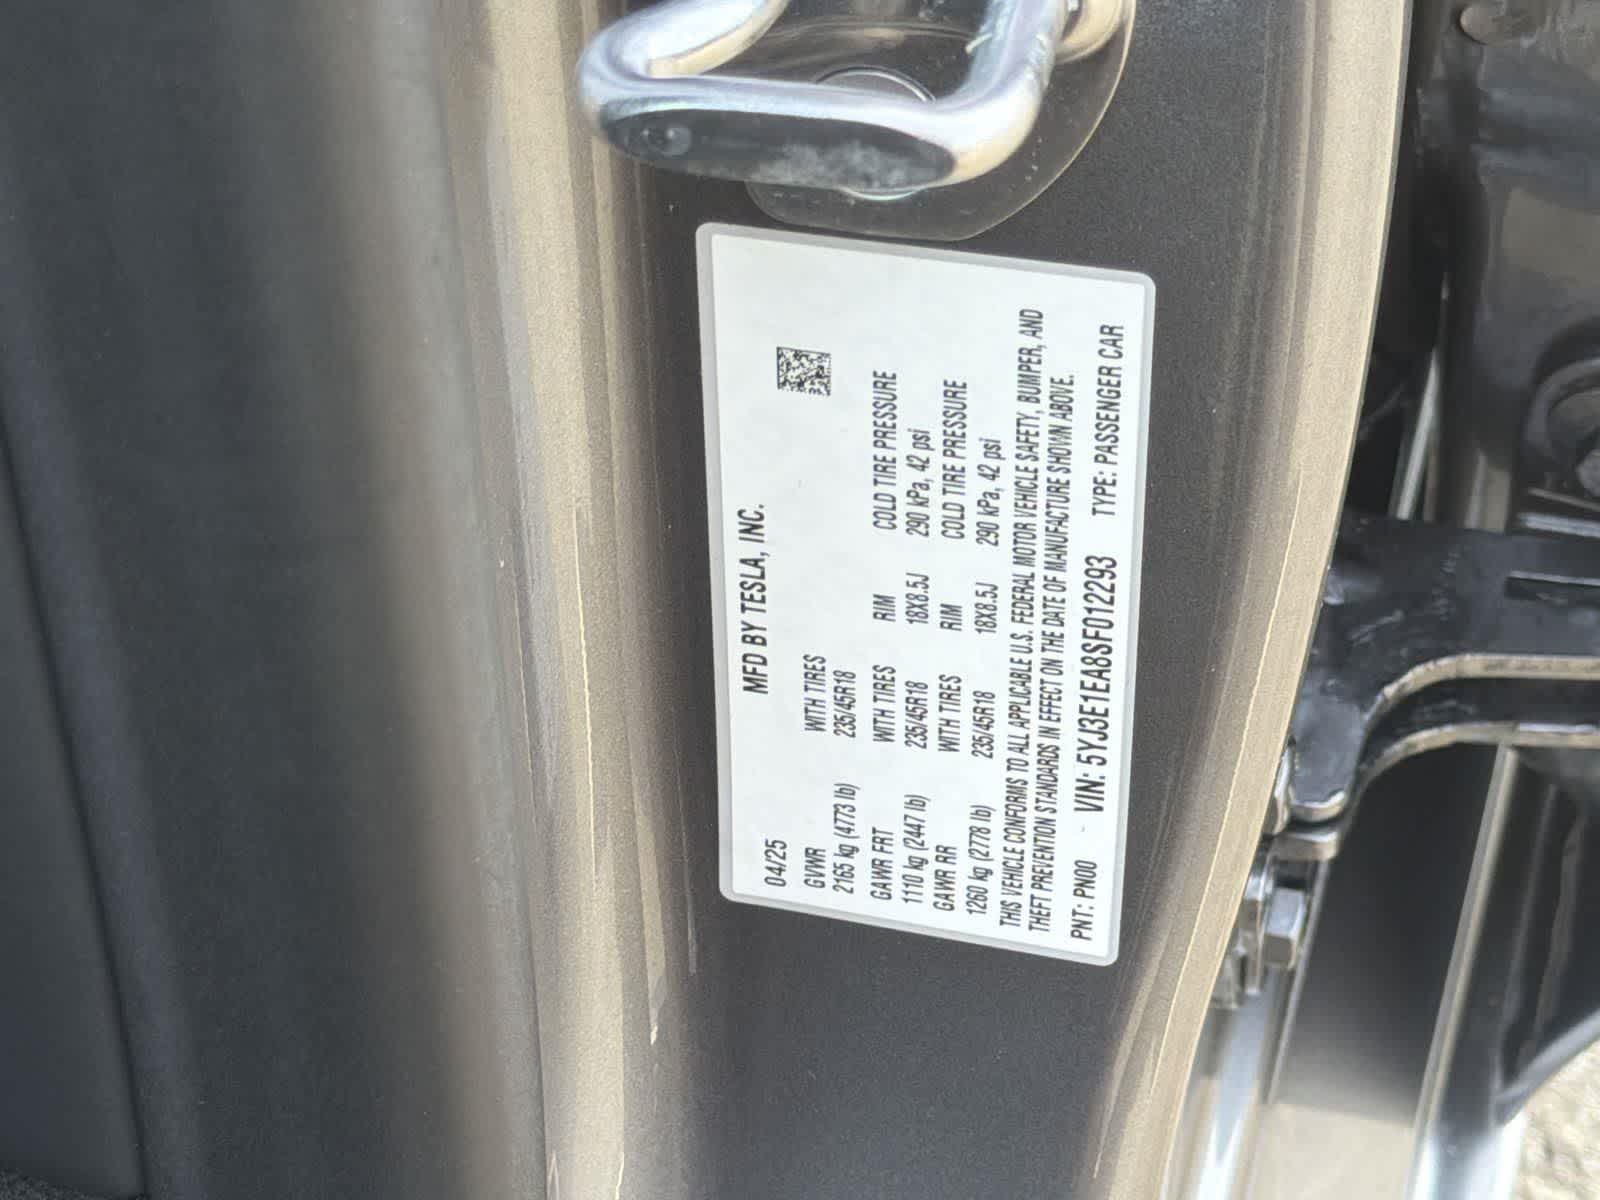 MFD BY TESLA, INC.
04/25
GVWR WITH TIRES
2165 kg (4773 lb) 235/45R18
GAWR FRT WITH TIRES RIM COLD TIRE PRESSURE
1110 kg (2447 lb) 235/45R18 18X8.5J 290 kPa, 42 psi
GAWR RR WITH TIRES RIM COLD TIRE PRESSURE
1260 kg (2778 lb) 235/45R18 18X8.5J 290 kPa, 42 psi
THIS VEHICLE CONFORMS TO ALL APPLICABLE U.S. FEDERAL MOTOR VEHICLE SAFETY, BUMPER, AND
THEFT PREVENTION STANDARDS IN EFFECT ON THE DATE OF MANUFACTURE SHOWN ABOVE.
PNT: PN00 VIN: 5YJ3E1EA8SF012293 TYPE: PASSENGER CAR